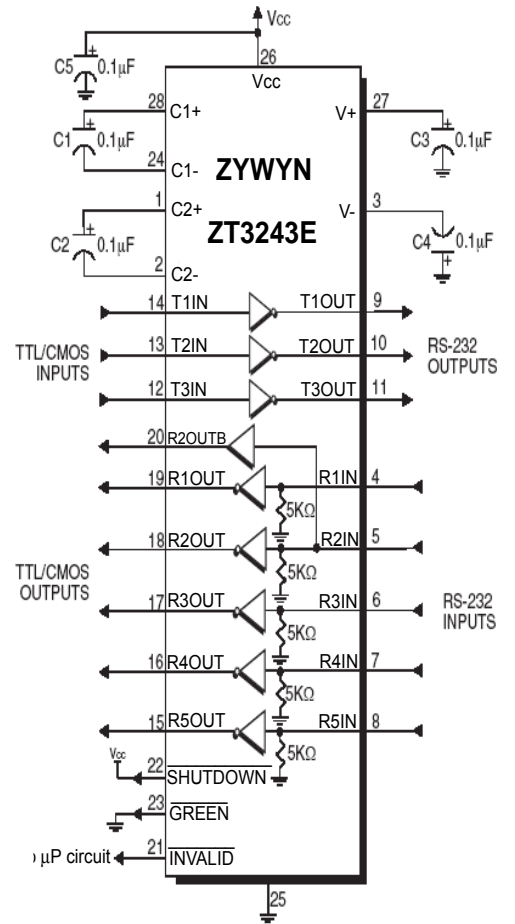 Vcc
C5 + 0.1µF
26
Vcc
28 C1+
V+ 27
C1 + 0.1µF
C3 + 0.1µF
24 C1-
ZYWYN
ZT3243E
1 C2+
V- 3
C2 + 0.1µF
C4 0.1µF +
2 C2-
14 T1IN T1OUT 9
TTL/CMOS INPUTS
13 T2IN T2OUT 10
RS-232 OUTPUTS
12 T3IN T3OUT 11
20 R2OUTB
19 R1OUT R1IN 4
5KΩ
18 R2OUT R2IN 5
5KΩ
TTL/CMOS OUTPUTS
17 R3OUT R3IN 6
RS-232 INPUTS
5KΩ
16 R4OUT R4IN 7
5KΩ
15 R5OUT R5IN 8
5KΩ
Vcc
22 SHUTDOWN
23 GREEN
µP circuit 21 INVALID
25